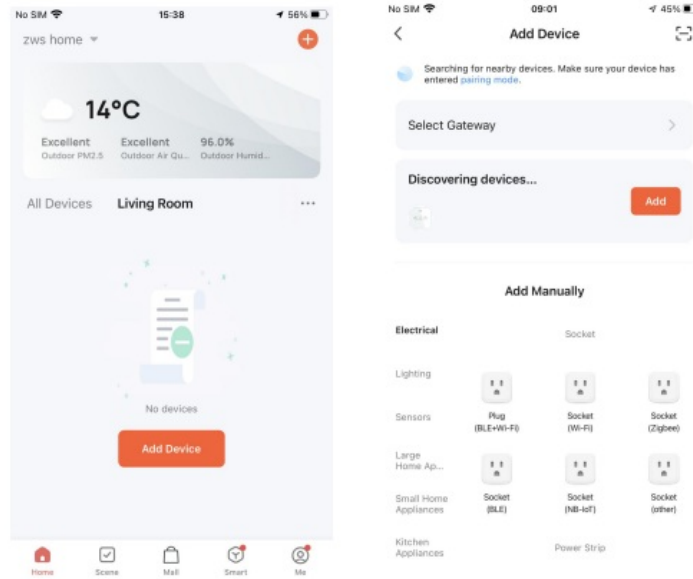 No SIM 15:38 56%
zws home
14°C
Excellent Excellent 96.0%
Outdoor PM2.5 Outdoor Air Qu... Outdoor Humid...
All Devices Living Room ...
No devices
Add Device
Home Scene Mall Smart Me
No SIM 09:01 45%
Add Device
Searching for nearby devices. Make sure your device has
entered pairing mode.
Select Gateway
Discovering devices...
Add
Add Manually
Electrical Socket
Lighting
Sensors
Plug Socket Socket
(BLE+Wi-Fi) (Wi-Fi) (Zigbee)
Large
Home Ap...
Small Home
Appliances
Socket Socket Socket
(BLE) (NB-IoT) (other)
Kitchen
Appliances
Power Strip